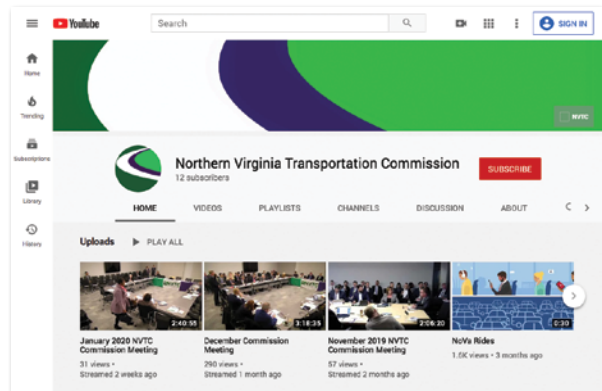 YouTube
Search
SIGN IN
Home
Trending
Subscriptions
Library
History
NVTC
Northern Virginia Transportation Commission
12 subscribers
SUBSCRIBE
HOME VIDEOS PLAYLISTS CHANNELS DISCUSSION ABOUT
Uploads PLAY ALL
2:40:55 3:18:35 2:06:20 0:30
January 2020 NVTC
Commission Meeting
31 views •
Streamed 2 weeks ago
December
Commission Meeting
290 views •
Streamed 1 month ago
November 2019 NVTC
Commission Meeting
57 views •
Streamed 2 months ago
NoVa Rides
1.6K views • 3 months ago